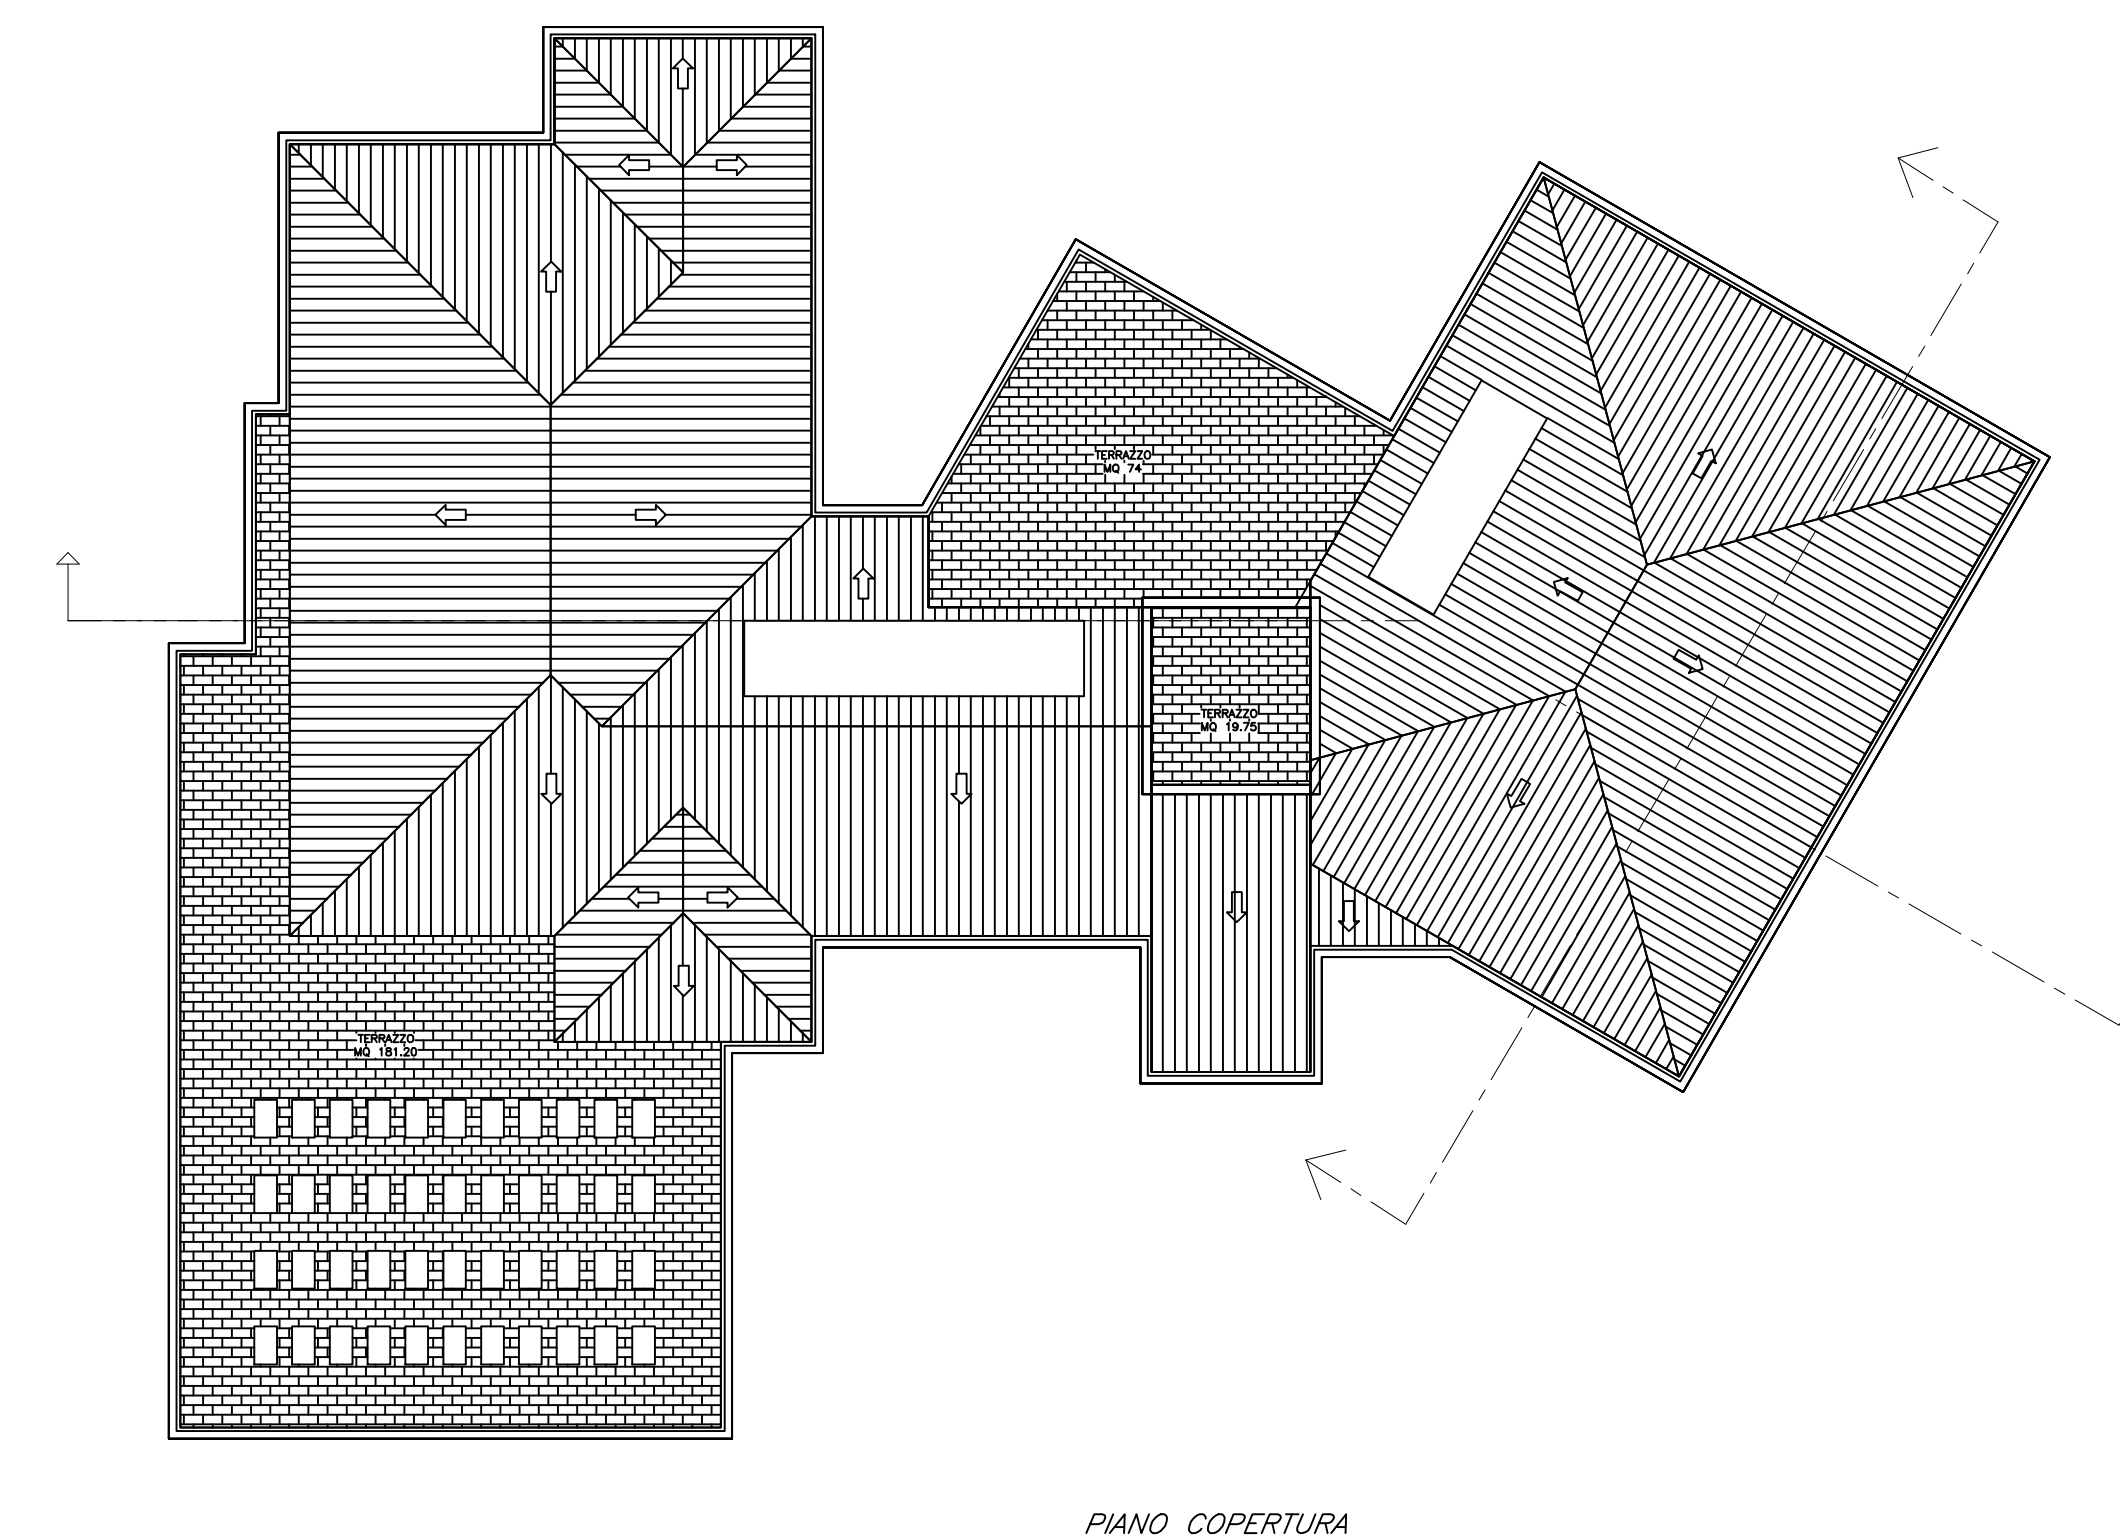 TERRAZZO
MQ 74
TERRAZZO
MQ 19.75
TERRAZZO
MQ 181.20
PIANO COPERTURA